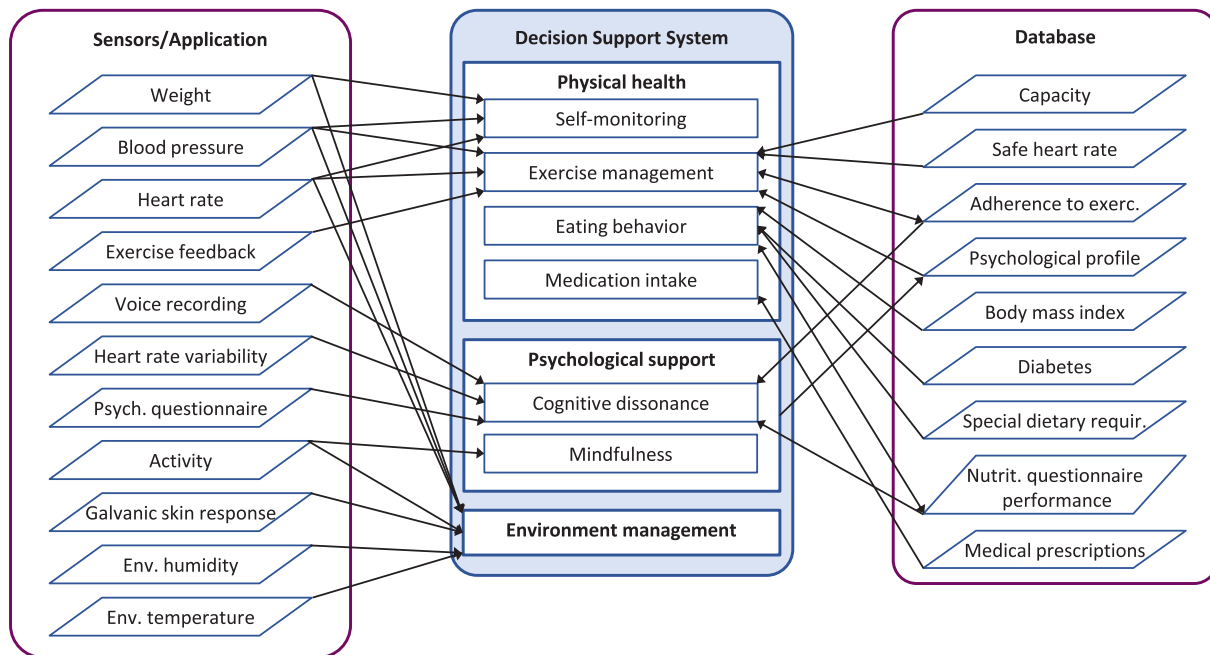 Sensors/Application
Weight
Blood pressure
Heart rate
Exercise feedback
Voice recording
Heart rate variability
Psych. questionnaire
Activity
Galvanic skin response
Env. humidity
Env. temperature
Decision Support System
Physical health
Self-monitoring
Exercise management
Eating behavior
Medication intake
Psychological support
Cognitive dissonance
Mindfulness
Environment management
Database
Capacity
Safe heart rate
Adherence to exerc.
Psychological profile
Body mass index
Diabetes
Special dietary requir.
Nutrit. questionnaire
performance
Medical prescriptions